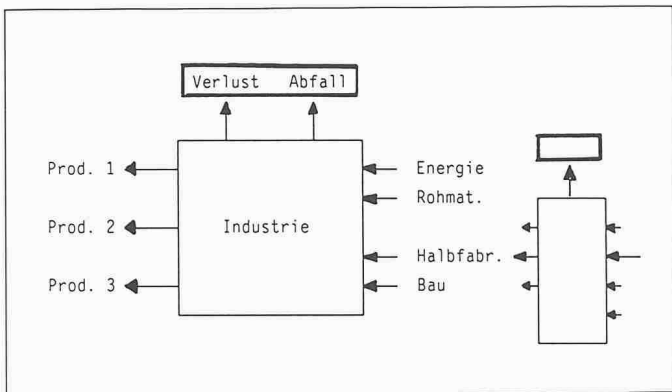 Verlust Abfall
Prod. 1
Energie
Rohmat.
Prod. 2
Industrie
Halbfabr.
Prod. 3
Bau